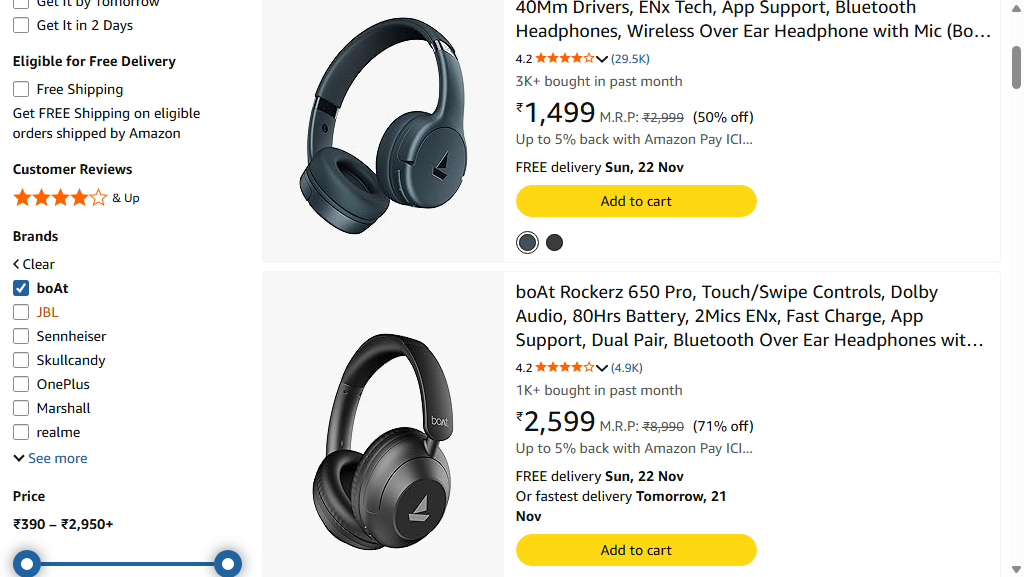 Get It by Tomorrow
Get It in 2 Days
Eligible for Free Delivery
Free Shipping
Get FREE Shipping on eligible
orders shipped by Amazon
Customer Reviews
& Up
Brands
Clear
boAt
JBL
Sennheiser
Skullcandy
OnePlus
Marshall
realme
See more
Price
₹390 – ₹2,950+
40Mm Drivers, ENx Tech, App Support, Bluetooth
Headphones, Wireless Over Ear Headphone with Mic (Bo…
4.2 (29.5K)
3K+ bought in past month
₹1,499 M.R.P: ₹2,999 (50% off)
Up to 5% back with Amazon Pay ICI…
FREE delivery Sun, 22 Nov
Add to cart
boAt
boAt Rockerz 650 Pro, Touch/Swipe Controls, Dolby
Audio, 80Hrs Battery, 2Mics ENx, Fast Charge, App
Support, Dual Pair, Bluetooth Over Ear Headphones wit…
4.2 (4.9K)
1K+ bought in past month
₹2,599 M.R.P: ₹8,990 (71% off)
Up to 5% back with Amazon Pay ICI…
FREE delivery Sun, 22 Nov
Or fastest delivery Tomorrow, 21
Nov
Add to cart